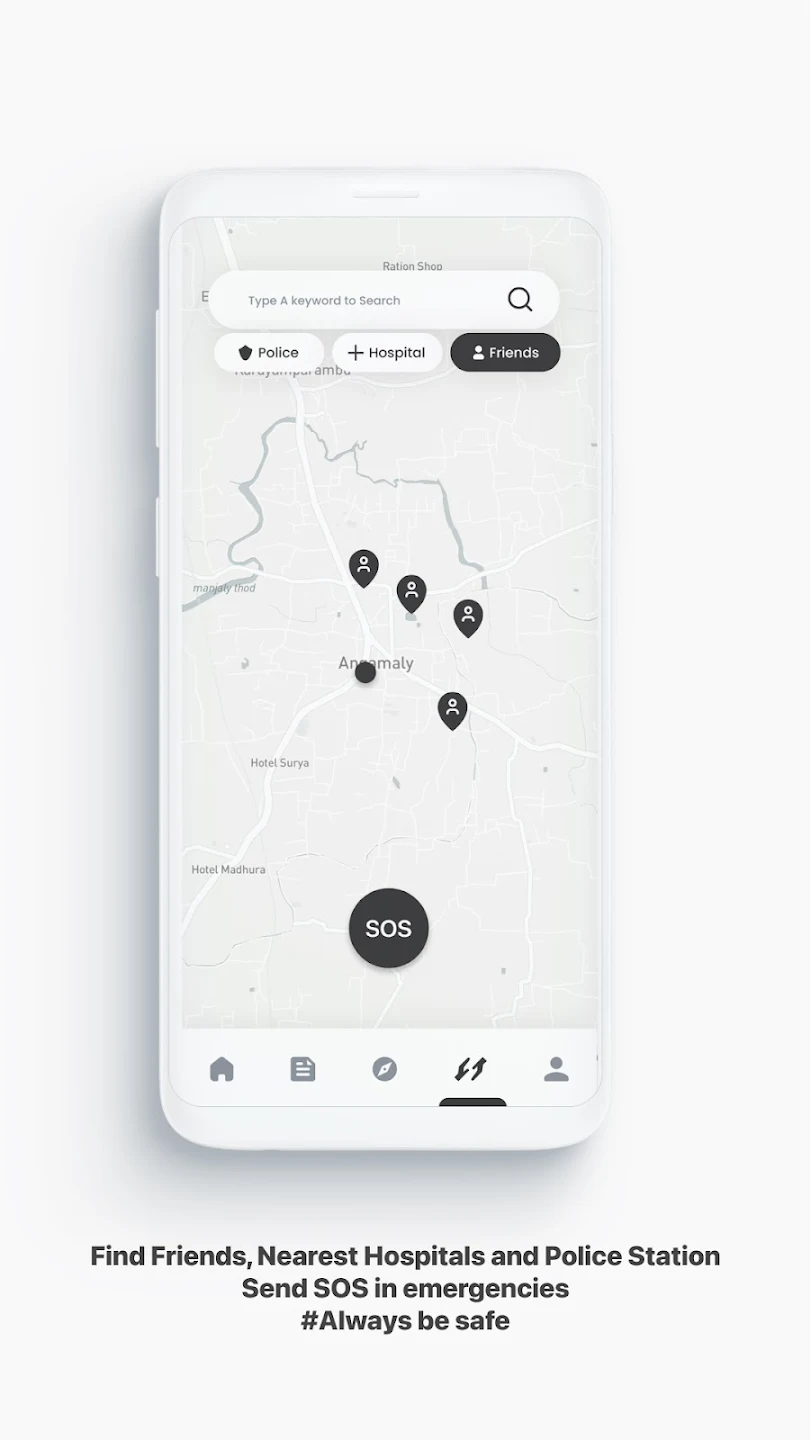 Ration Shop
E
Type A keyword to Search
Police
Hospital
Friends
manjaly thod
Hotel Surya
Hotel Madhura
SOS
Find Friends, Nearest Hospitals and Police Station
Send SOS in emergencies
#Always be safe